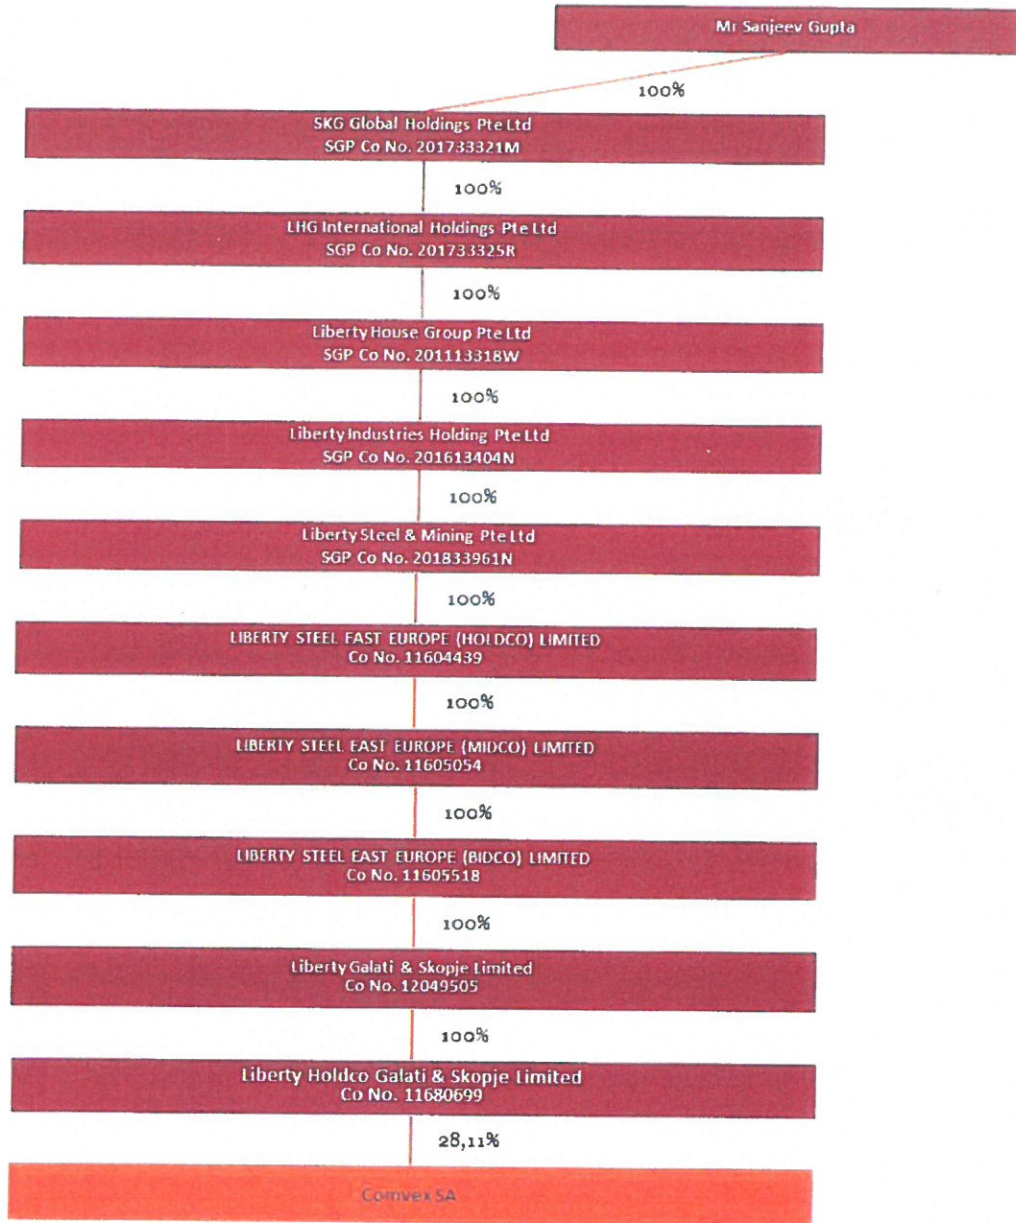 Mr Sanjeev Gupta
100%
SKG Global Holdings Pte Ltd
SGP Co No. 201733321M
100%
LHG International Holdings Pte Ltd
SGP Co No. 201733325R
100%
Liberty House Group Pte Ltd
SGP Co No. 201113318W
100%
Liberty Industries Holding Pte Ltd
SGP Co No. 201613404N
100%
Liberty Steel & Mining Pte Ltd
SGP Co No. 201833961N
100%
LIBERTY STEEL EAST EUROPE (HOLDCO) LIMITED
Co No. 11604439
100%
LIBERTY STEEL EAST EUROPE (MIDCO) LIMITED
Co No. 11605054
100%
LIBERTY STEEL EAST EUROPE (BIDCO) LIMITED
Co No. 11605518
100%
Liberty Galati & Skopje Limited
Co No. 12049505
100%
Liberty Holdco Galati & Skopje Limited
Co No. 11680699
28,11%
Comvex SA